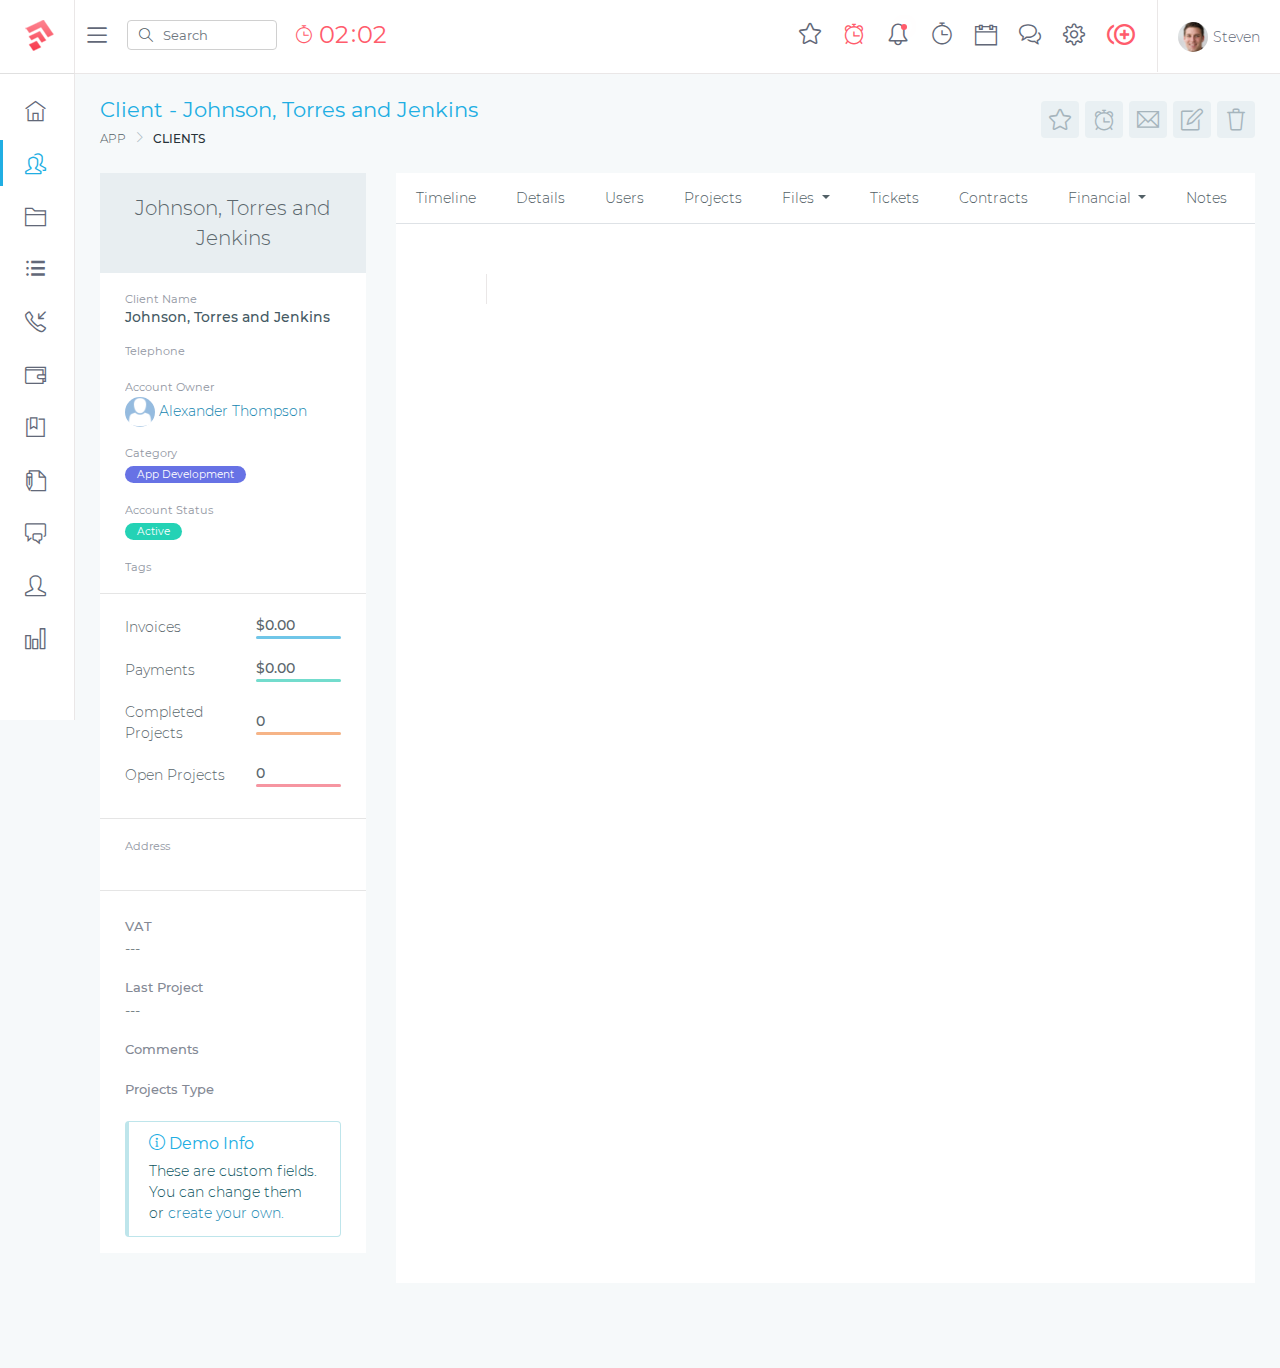 Search
02:02
Steven
Client - Johnson, Torres and Jenkins
APP
CLIENTS
Johnson, Torres and
Jenkins
Timeline
Details
Users
Projects
Files
Tickets
Contracts
Financial
Notes
Client Name
Johnson, Torres and Jenkins
Telephone
Account Owner
Alexander Thompson
Category
App Development
Account Status
Active
Tags
Invoices
$0.00
Payments
$0.00
Completed
Projects
0
Open Projects
0
Address
VAT
---
Last Project
---
Comments
Projects Type
Demo Info
These are custom fields.
You can change them
or create your own.